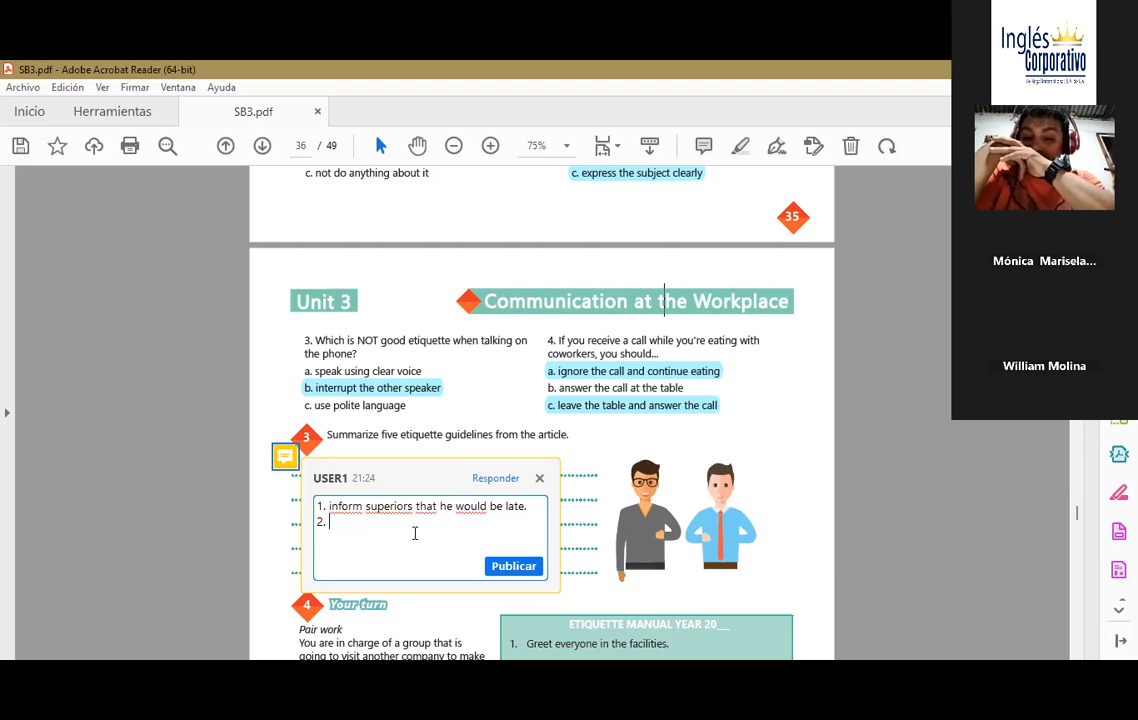 SB3.pdf - Adobe Acrobat Reader (64-bit)
Archivo Edición Ver Firmar Ventana Ayuda
Inicio Herramientas SB3.pdf ×
36 / 49 75%
c. not do anything about it
c. express the subject clearly
35
Unit 3
Communication at the Workplace
3. Which is NOT good etiquette when talking on
the phone?
a. speak using clear voice
b. interrupt the other speaker
c. use polite language
4. If you receive a call while you're eating with
coworkers, you should...
a. ignore the call and continue eating
b. answer the call at the table
c. leave the table and answer the call
3 Summarize five etiquette guidelines from the article.
USER1 21:24 Responder
1. inform superiors that he would be late.
2.
Publicar
4 Your turn
Pair work
You are in charge of a group that is
going to visit another company to make
ETIQUETTE MANUAL YEAR 20__
1. Greet everyone in the facilities.
Inglés
Corporativo
Mónica Marisela...
William Molina